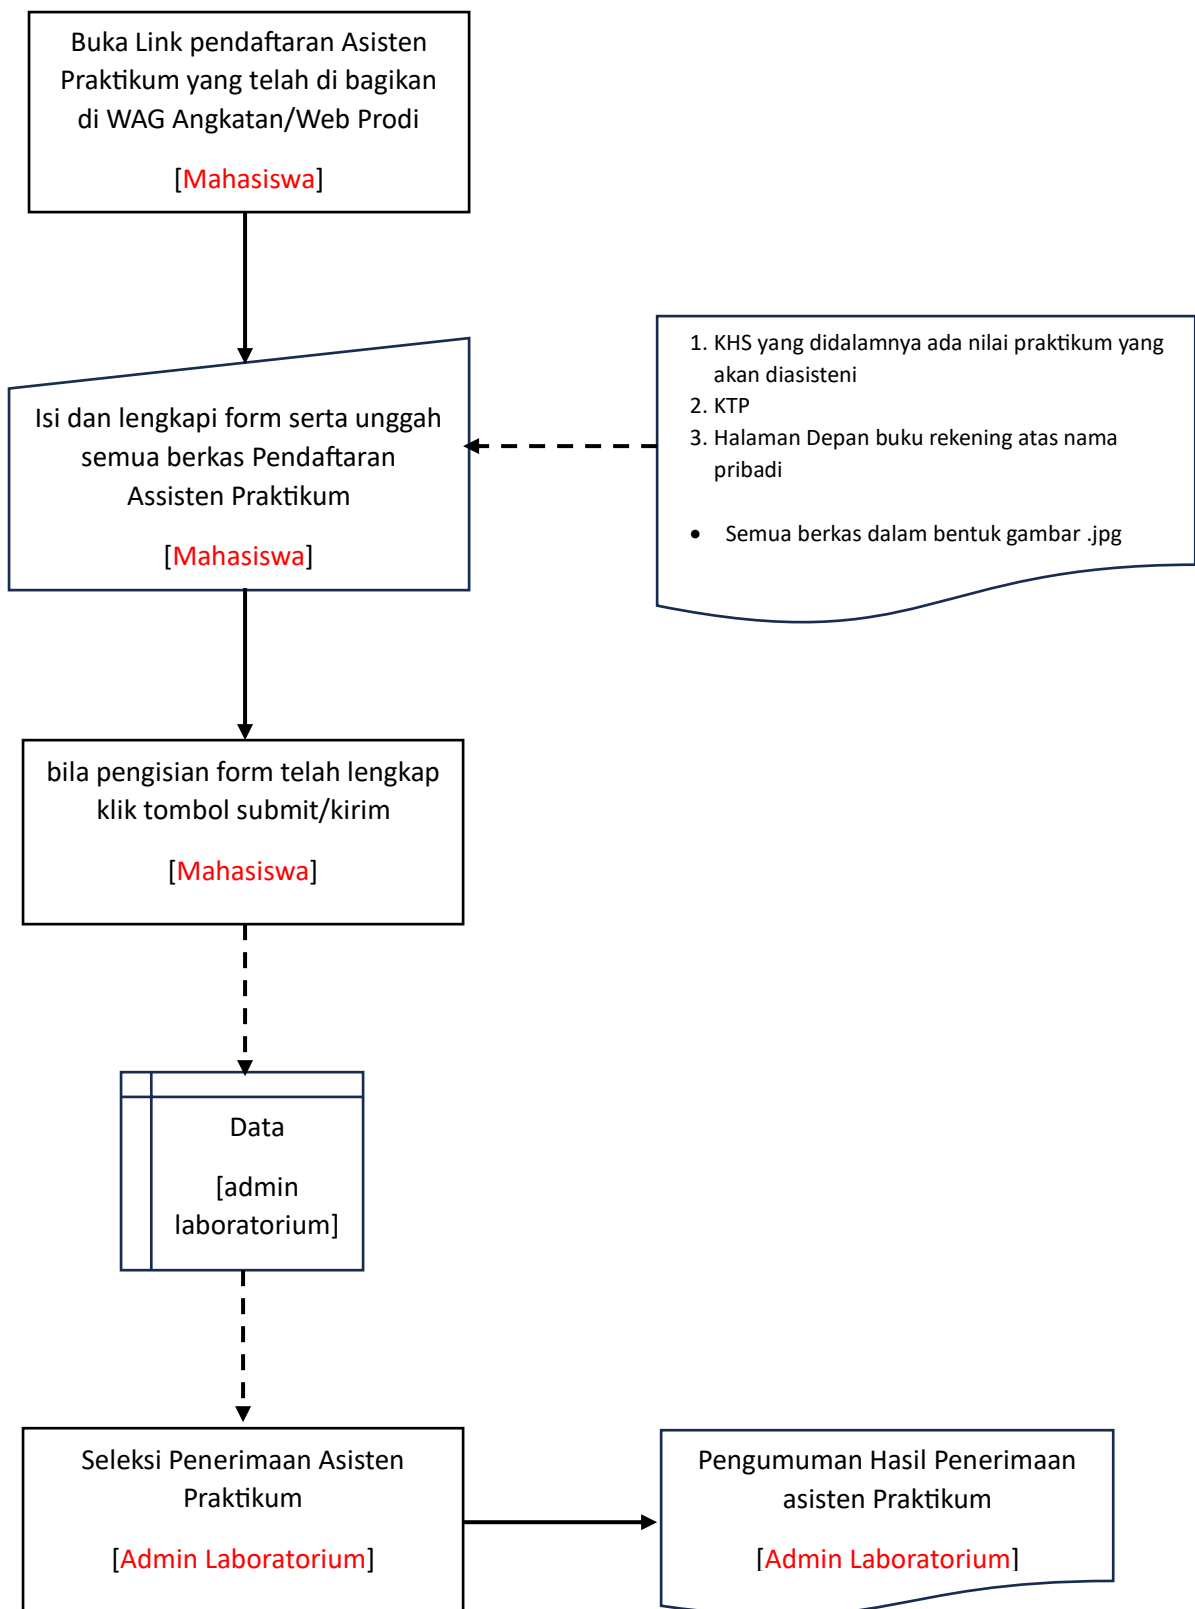 Buka Link pendaftaran Asisten
Praktikum yang telah di bagikan
di WAG Angkatan/Web Prodi
[Mahasiswa]
Isi dan lengkapi form serta unggah
semua berkas Pendaftaran
Assisten Praktikum
[Mahasiswa]
1. KHS yang didalamnya ada nilai praktikum yang
akan diasisteni
2. KTP
3. Halaman Depan buku rekening atas nama
pribadi
• Semua berkas dalam bentuk gambar .jpg
bila pengisian form telah lengkap
klik tombol submit/kirim
[Mahasiswa]
Data
[admin
laboratorium]
Seleksi Penerimaan Asisten
Praktikum
[Admin Laboratorium]
Pengumuman Hasil Penerimaan
asisten Praktikum
[Admin Laboratorium]